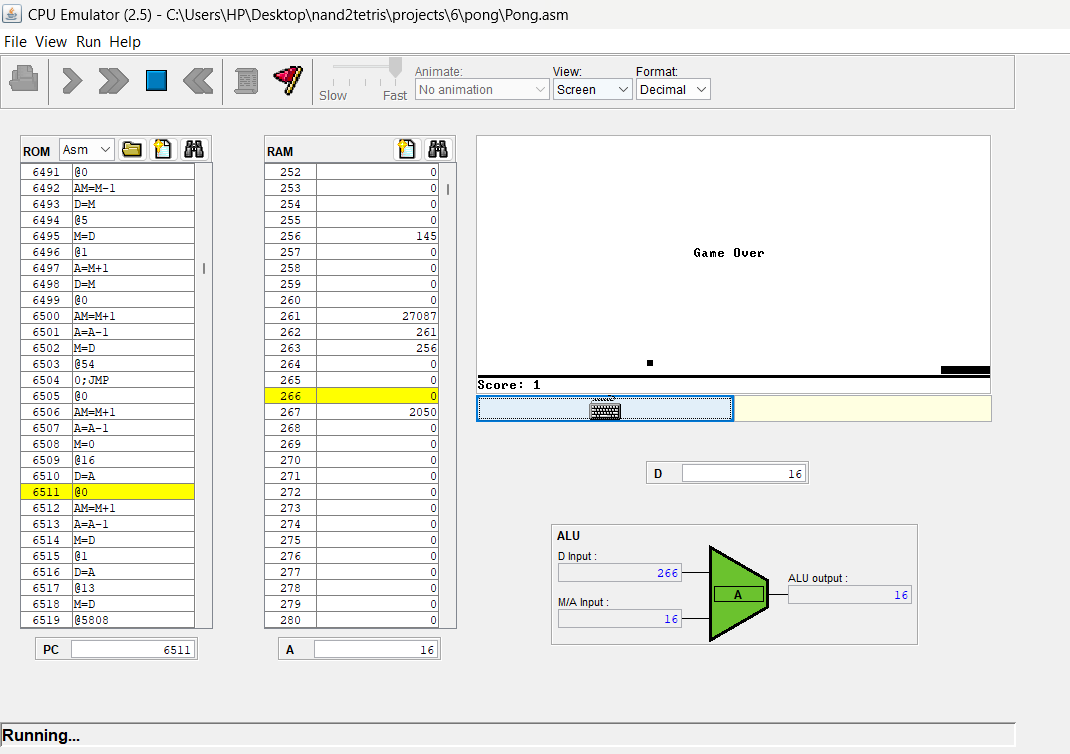 CPU Emulator (2.5) - C:\Users\HP\Desktop\nand2tetris\projects\6\pong\Pong.asm
File View Run Help
Slow Fast
Animate:
No animation
View:
Screen
Format:
Decimal
ROM Asm
6491 @0
6492 AM=M-1
6493 D=M
6494 @5
6495 M=D
6496 @1
6497 A=M+1
6498 D=M
6499 @0
6500 AM=M+1
6501 A=A-1
6502 M=D
6503 @54
6504 0;JMP
6505 @0
6506 AM=M+1
6507 A=A-1
6508 M=0
6509 @16
6510 D=A
6511 @0
6512 AM=M+1
6513 A=A-1
6514 M=D
6515 @1
6516 D=A
6517 @13
6518 M=D
6519 @5808
PC 6511
RAM
252 0
253 0
254 0
255 0
256 145
257 0
258 0
259 0
260 0
261 27087
262 261
263 256
264 0
265 0
266 0
267 2050
268 0
269 0
270 0
271 0
272 0
273 0
274 0
275 0
276 0
277 0
278 0
279 0
280 0
A 16
Game Over
Score: 1
D 16
ALU
D Input :
266
M/A Input :
16
A
ALU output :
16
Running...